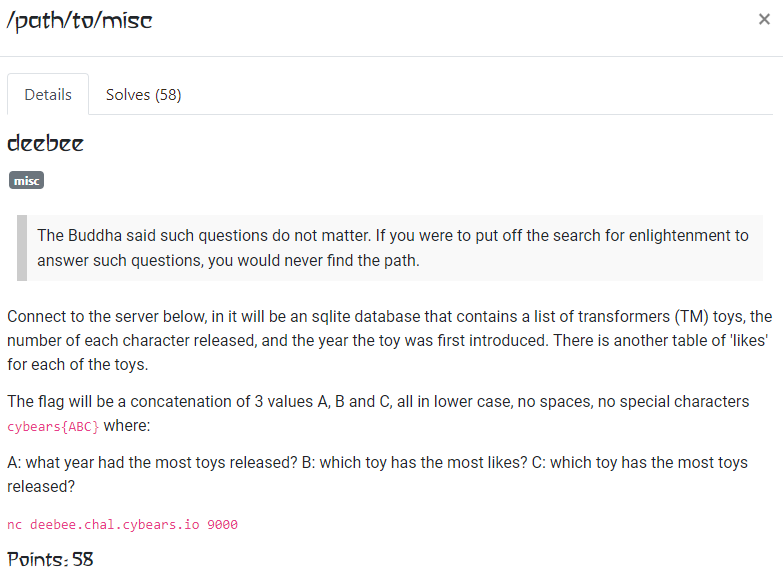 /path/to/misc ×
Details Solves (58)
deebee
misc
The Buddha said such questions do not matter. If you were to put off the search for enlightenment to
answer such questions, you would never find the path.
Connect to the server below, in it will be an sqlite database that contains a list of transformers (TM) toys, the
number of each character released, and the year the toy was first introduced. There is another table of 'likes'
for each of the toys.
The flag will be a concatenation of 3 values A, B and C, all in lower case, no spaces, no special characters
cybears{ABC} where:
A: what year had the most toys released? B: which toy has the most likes? C: which toy has the most toys
released?
nc deebee.chal.cybears.io 9000
Points: 58